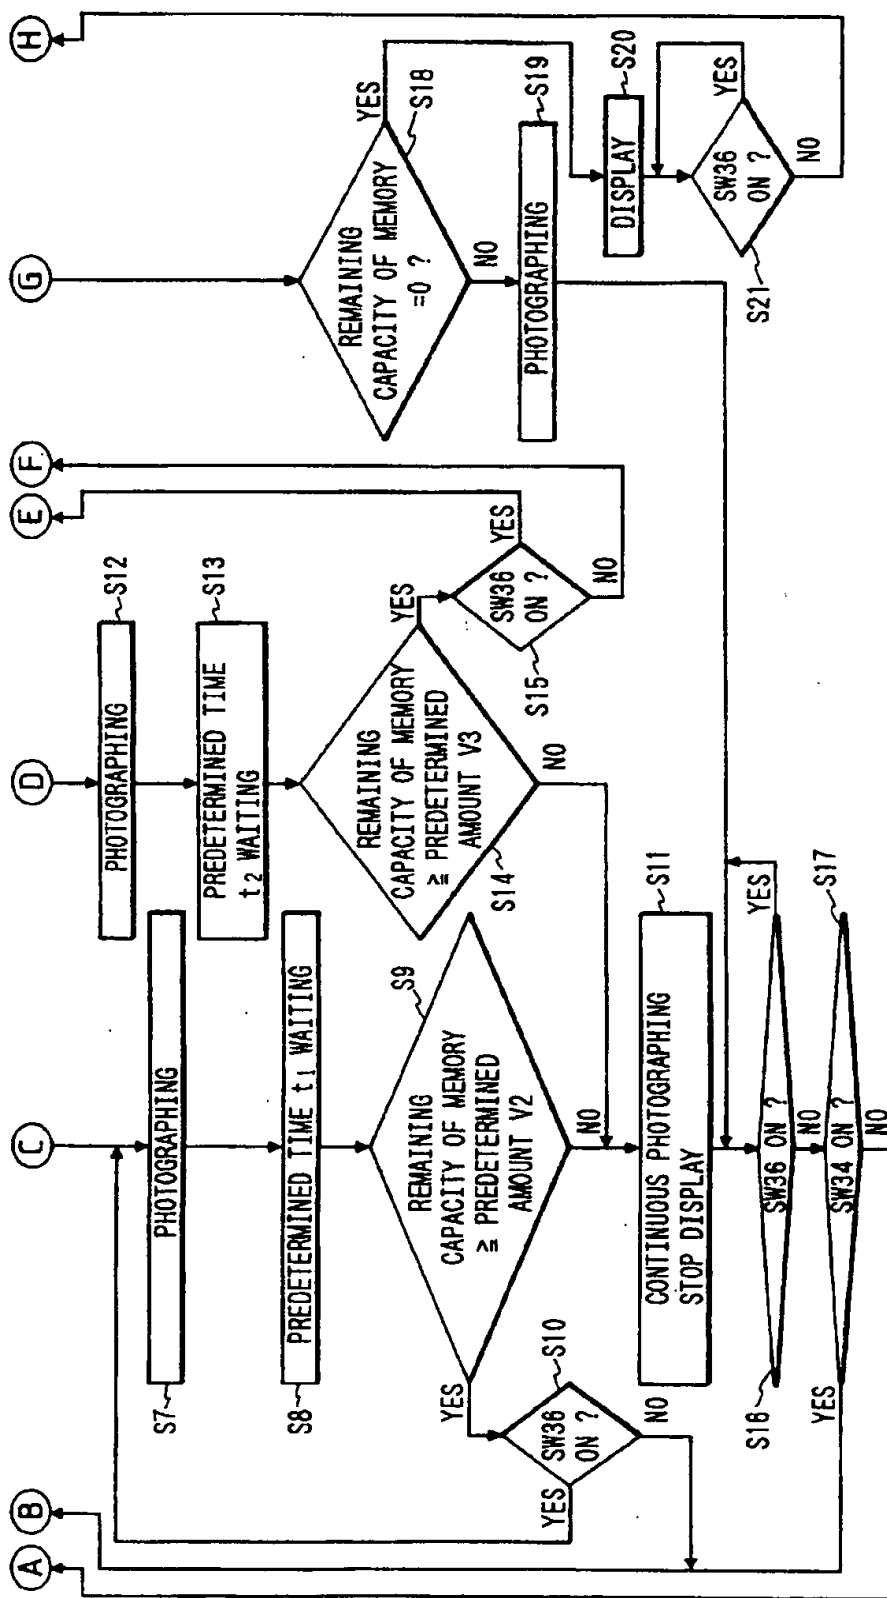 A
B
C
D
E
F
G
H
S7
PHOTOGRAPHING
S8
PREDETERMINED TIME t1 WAITING
S9
REMAINING
CAPACITY OF MEMORY
≧ PREDETERMINED
AMOUNT V2
YES
NO
S10
SW36
ON ?
YES
NO
CONTINUOUS PHOTOGRAPHING
STOP DISPLAY
S11
S16
SW36 ON ?
YES
NO
SW34 ON ?
S17
YES
NO
PHOTOGRAPHING
S12
PREDETERMINED TIME
t2 WAITING
S13
REMAINING
CAPACITY OF MEMORY
≧ PREDETERMINED
AMOUNT V3
S14
YES
NO
SW36
ON ?
S15
YES
NO
REMAINING
CAPACITY OF MEMORY
=0 ?
S18
YES
NO
PHOTOGRAPHING
S19
DISPLAY
S20
SW36
ON ?
S21
YES
NO